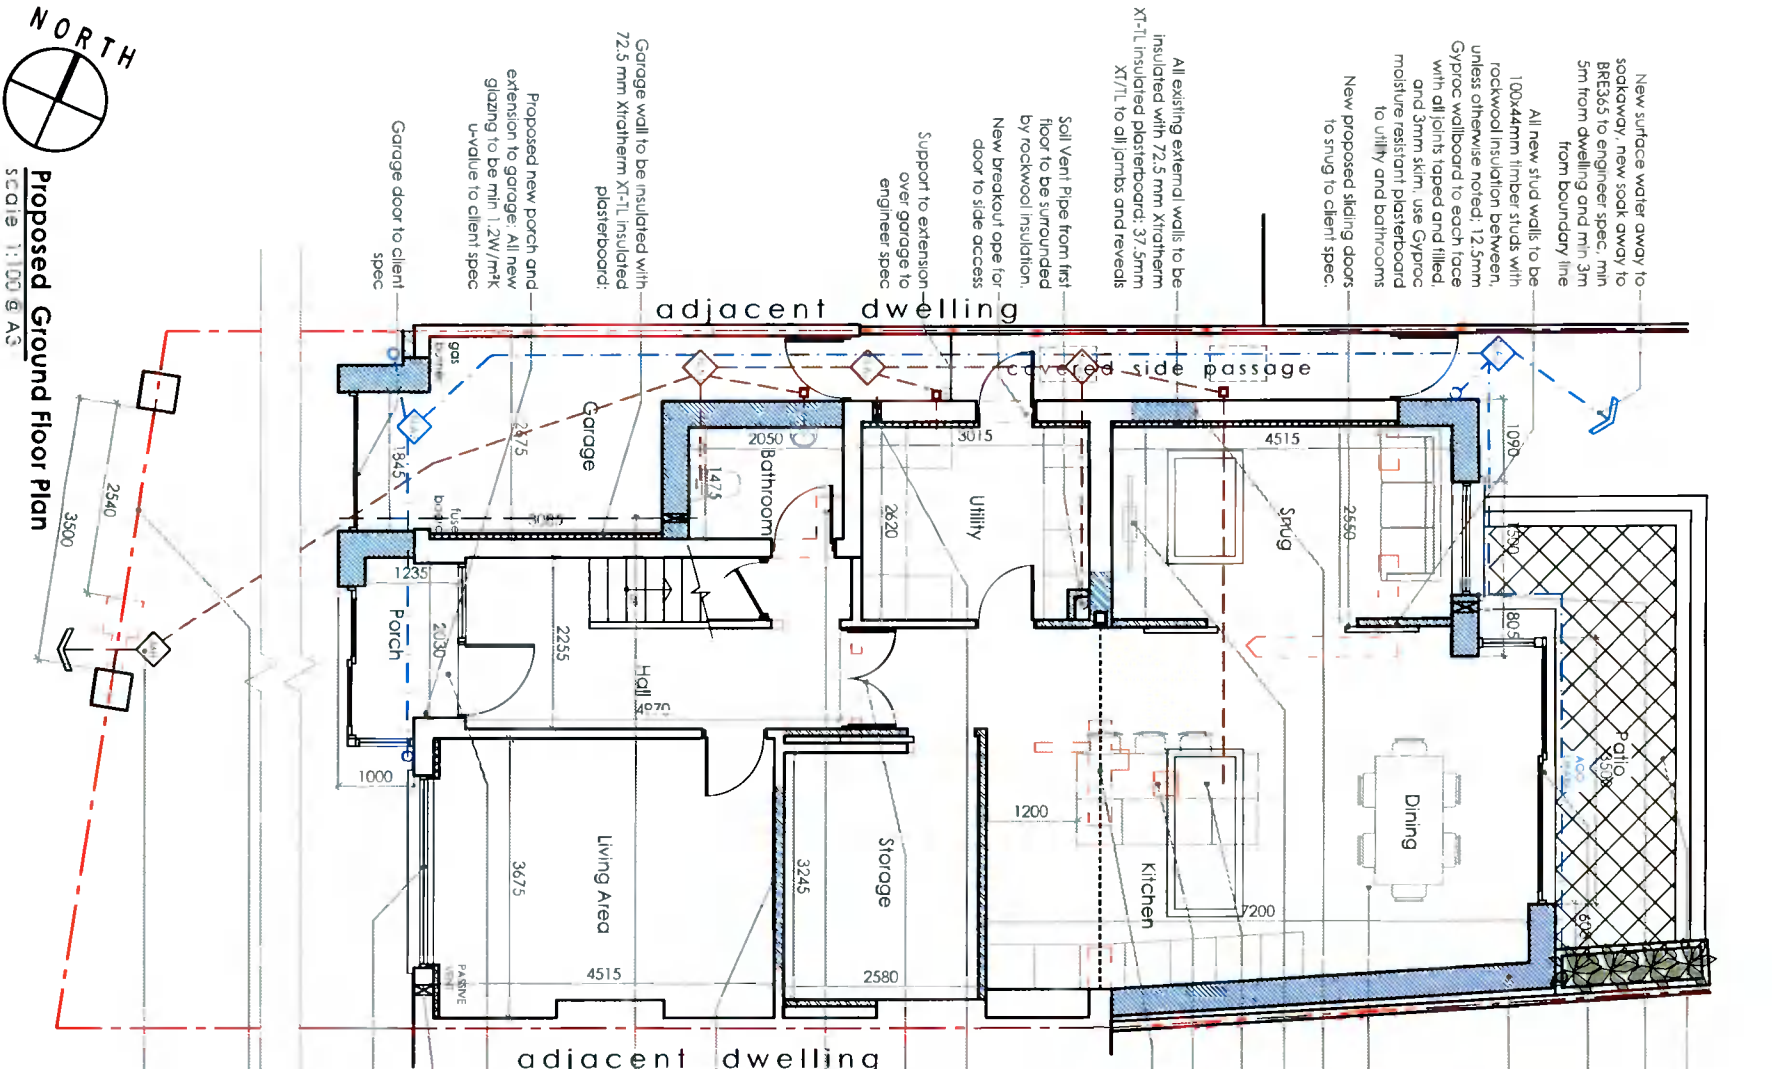 NORTH
Proposed Ground Floor Plan
scale 1:100 @ A3
New surface water away to
soakaway, new soak away to
BRE365 to engineer spec, min
5m from dwelling and min 3m
from boundary line
All new stud walls to be
100x44mm timber studs with
rockwool insulation between,
unless otherwise noted; 12.5mm
Gyproc wallboard to each face
with all joints taped and filled,
and 3mm skim, use Gyproc
moisture resistant plasterboard
to utility and bathrooms
New proposed sliding doors
to snug to client spec.
All existing external walls to be
insulated with 72.5 mm Xtratherm
XT-TL insulated plasterboard; 37.5mm
XT/TL to all jambs and reveals
Soil Vent Pipe from first
floor to be surrounded
by rockwool insulation.
New breakout ope for
door to side access
Support to extension
over garage to
engineer spec
Garage wall to be insulated with
72.5 mm Xtratherm XT-TL insulated
plasterboard;
Proposed new porch and
extension to garage; All new
glazing to be min 1.2W/m²K
u-value to client spec
Garage door to client
spec
adjacent dwelling
covered side passage
gas
Garage
2675
1845
3085
fuse
board
2050
Bathroom
1475
3015
Utility
2620
4515
Snug
2550
1090
1500
805
1235
Porch
2030
2255
Hall
4970
1000
Living Area
3675
4515
PASSIVE
VENT
Storage
3245
2580
1200
Kitchen
7200
Dining
Patio
3500
ACO
600
2540
3500
adjacent dwelling